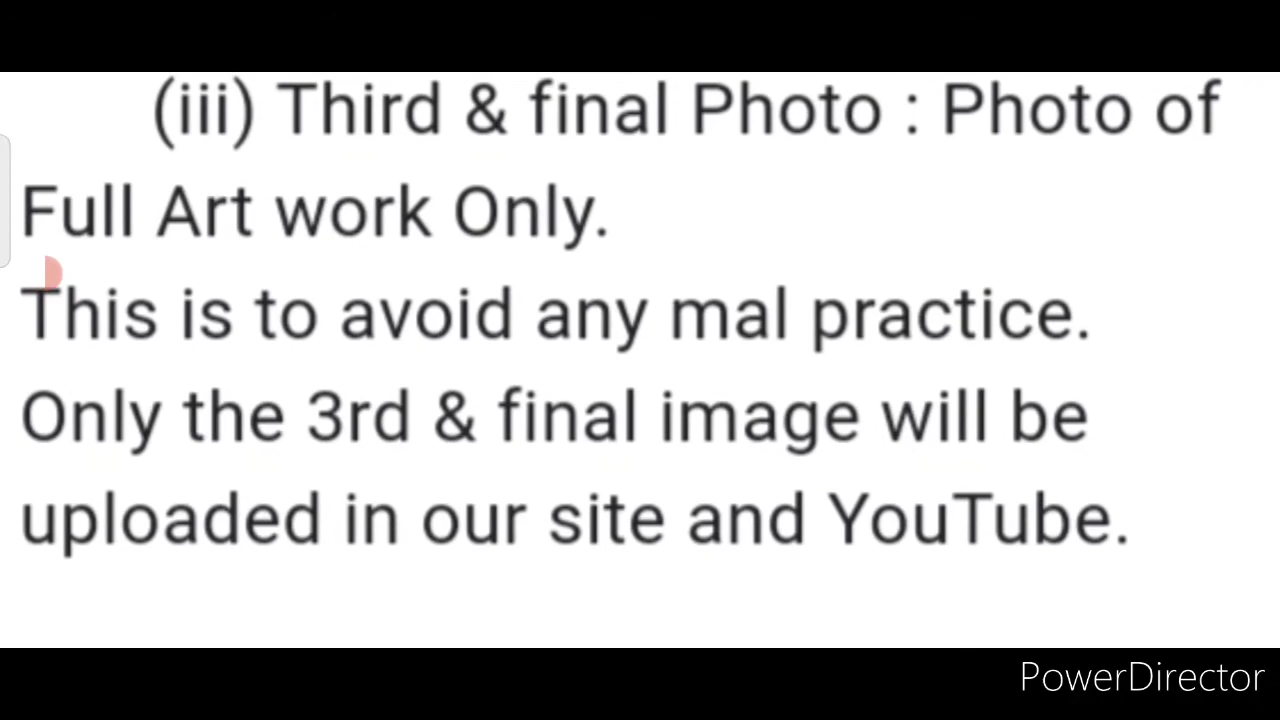 (iii) Third & final Photo : Photo of
Full Art work Only.
This is to avoid any mal practice.
Only the 3rd & final image will be
uploaded in our site and YouTube.
PowerDirector